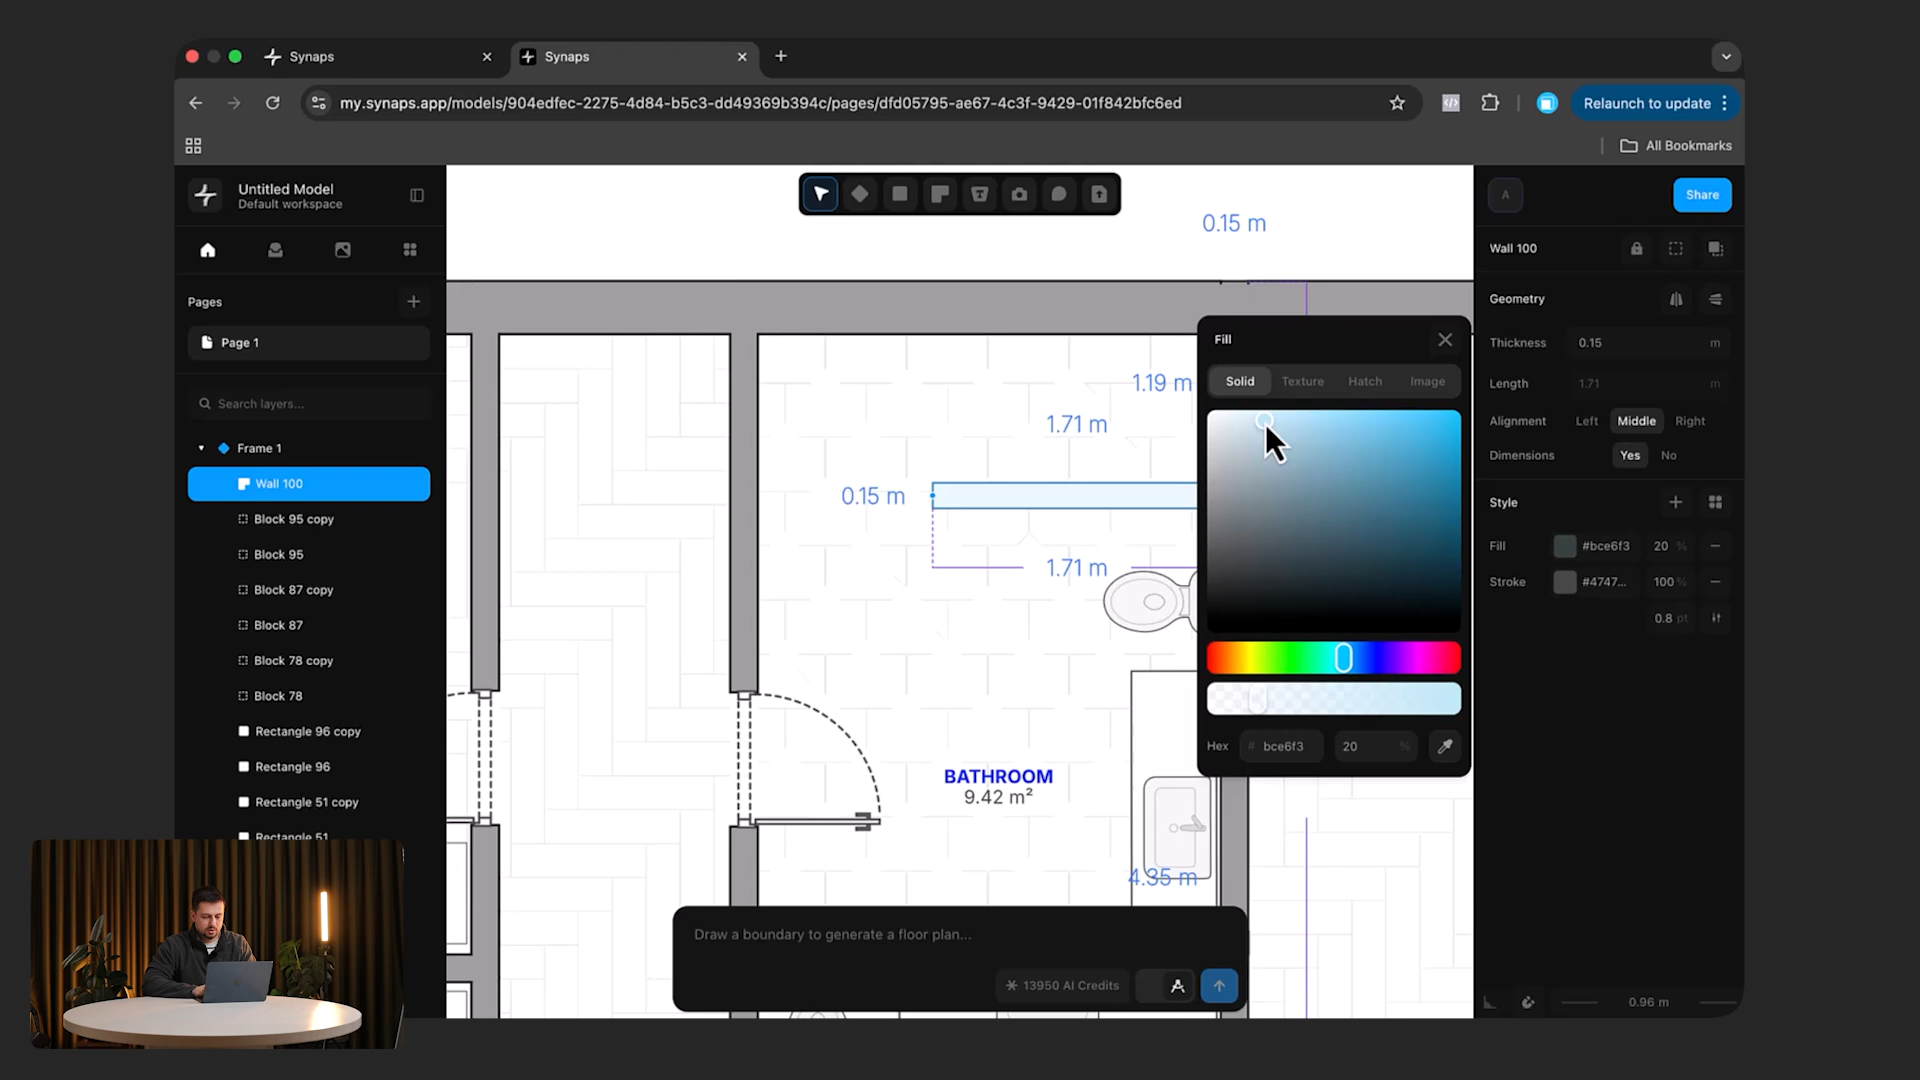 Synaps
Synaps
my.synaps.app/models/904edfec-2275-4d84-b5c3-dd49369b394c/pages/dfd05795-ae67-4c3f-9429-01f842bfc6ed
Relaunch to update
All Bookmarks
Untitled Model
Default workspace
Pages
Page 1
Search layers...
Frame 1
Wall 100
Block 95 copy
Block 95
Block 87 copy
Block 87
Block 78 copy
Block 78
Rectangle 96 copy
Rectangle 96
Rectangle 51 copy
Rectangle 51
0.15 m
1.19 m
1.71 m
0.15 m
1.71 m
BATHROOM
9.42 m²
4.35 m
Draw a boundary to generate a floor plan...
13950 AI Credits
Fill
Solid Texture Hatch Image
Hex # bce6f3 20 %
A
Share
Wall 100
Geometry
Thickness 0.15 m
Length 1.71 m
Alignment Left Middle Right
Dimensions Yes No
Style
Fill #bce6f3 20 %
Stroke #4747... 100 %
0.8 pt
0.96 m